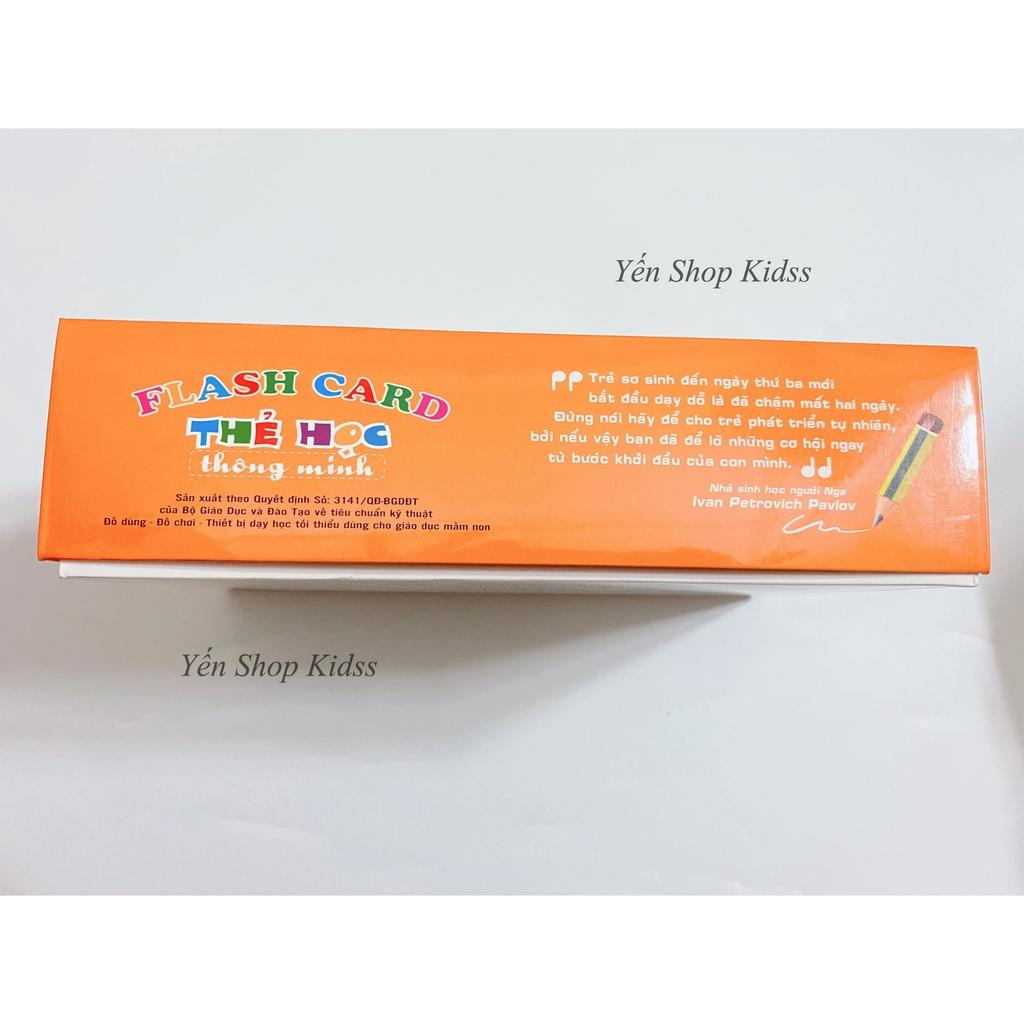 Yến Shop Kidss
FLASH CARD
THẺ HỌC
thông minh
Sản xuất theo Quyết định Số: 3141/QĐ-BGDĐT
của Bộ Giáo Dục và Đào Tạo về tiêu chuẩn kỹ thuật
Đồ dùng - Đồ chơi - Thiết bị dạy học tối thiểu dùng cho giáo dục mầm non
Trẻ sơ sinh đến ngày thứ ba mới
bắt đầu dạy dỗ là đã chậm mất hai ngày.
Đừng nói hãy để cho trẻ phát triển tự nhiên,
bởi nếu vậy bạn đã để lỡ những cơ hội ngay
từ bước khởi đầu của con mình.
Nhà sinh học người Nga
Ivan Petrovich Pavlov
Yến Shop Kidss